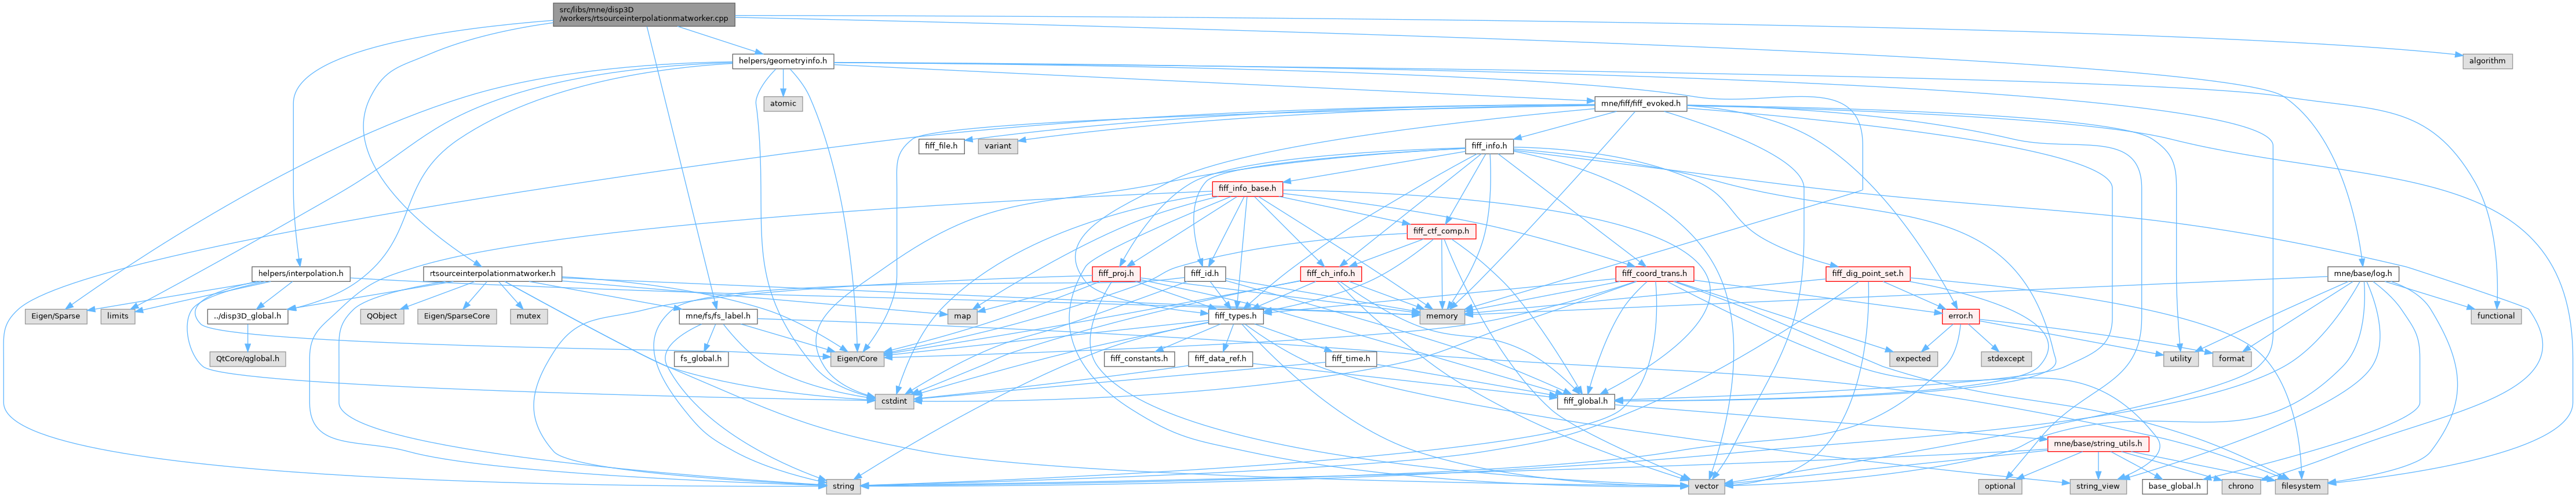 src/libs/mne/disp3D
/workers/rtsourceinterpolationmatworker.cpp
helpers/geometryinfo.h
algorithm
atomic
mne/fiff/fiff_evoked.h
fiff_file.h
variant
fiff_info.h
fiff_info_base.h
fiff_ctf_comp.h
helpers/interpolation.h
rtsourceinterpolationmatworker.h
fiff_proj.h
fiff_id.h
fiff_ch_info.h
fiff_coord_trans.h
fiff_dig_point_set.h
mne/base/log.h
Eigen/Sparse
limits
../disp3D_global.h
QObject
Eigen/SparseCore
mutex
mne/fs/fs_label.h
map
fiff_types.h
memory
error.h
functional
QtCore/qglobal.h
fs_global.h
Eigen/Core
fiff_constants.h
fiff_data_ref.h
fiff_time.h
expected
stdexcept
utility
format
cstdint
fiff_global.h
mne/base/string_utils.h
string
vector
optional
string_view
base_global.h
chrono
filesystem